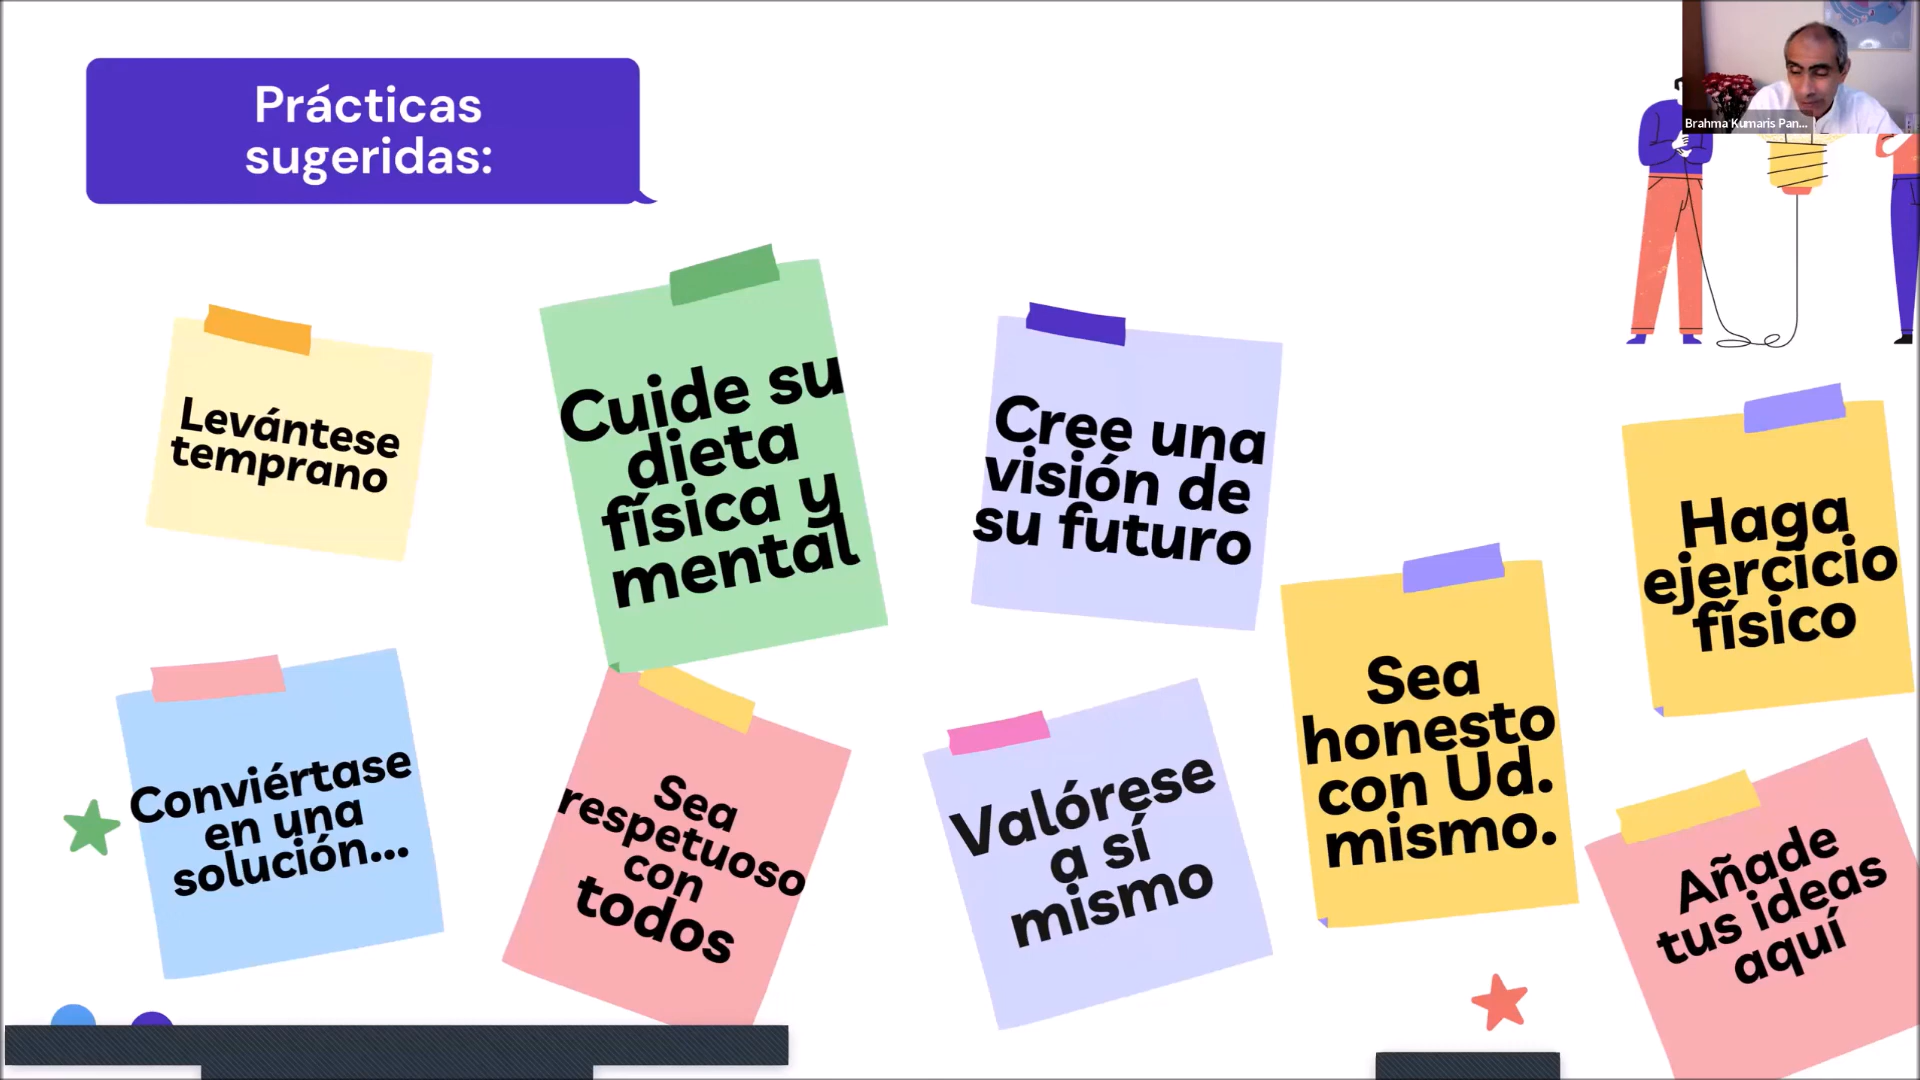 Prácticas
sugeridas:
Brahma Kumaris Pan...
Levántese
temprano
Cuide su
dieta
física y
mental
Cree una
visión de
su futuro
Haga
ejercicio
físico
Conviértase
en una
solución...
Sea
respetuoso
con
todos
Valórese
a sí
mismo
Sea
honesto
con Ud.
mismo.
Añade
tus ideas
aquí